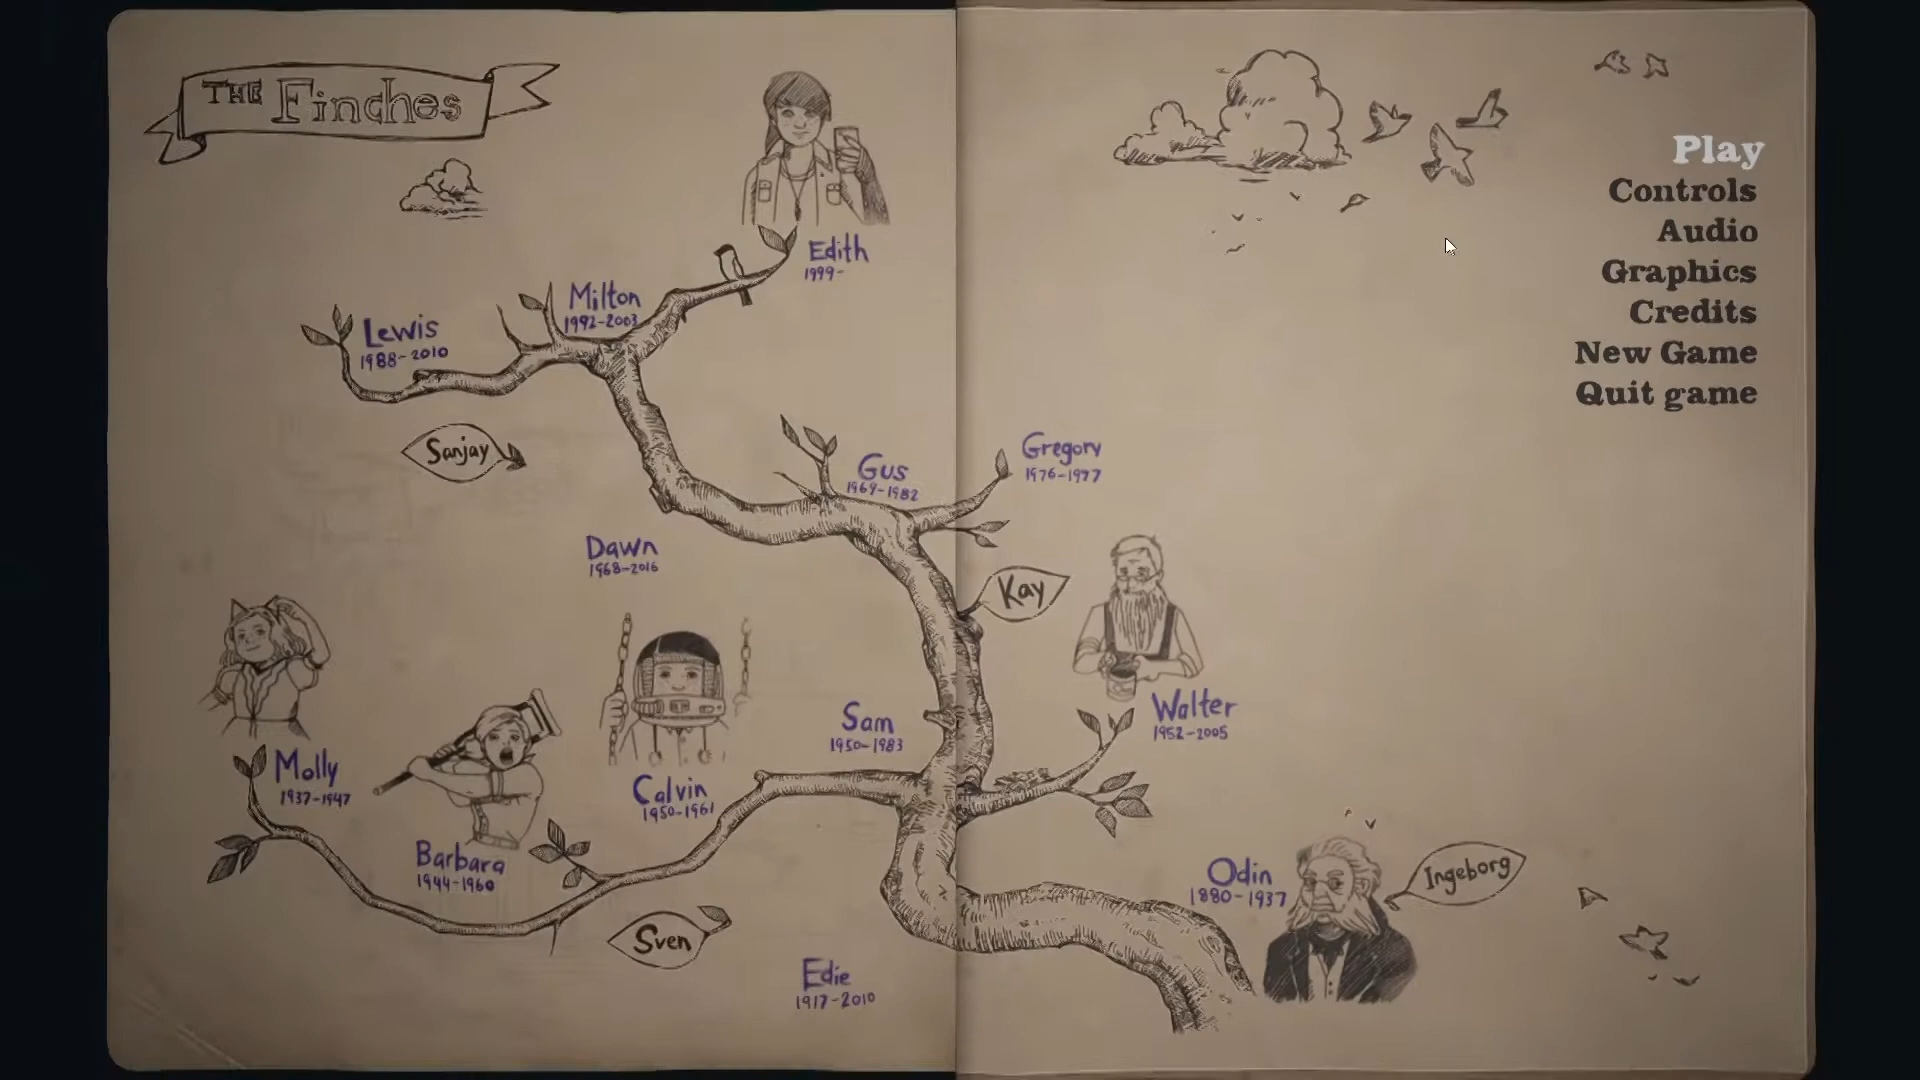 THE Finches
Play
Controls
Audio
Graphics
Credits
New Game
Quit game
Edith
1999-
Milton
1992-2003
Lewis
1988-2010
Sanjay
Gus
1969-1982
Gregory
1976-1977
Dawn
1968-2016
Kay
Walter
1952-2005
Sam
1950-1983
Molly
1937-1947
Calvin
1950-1961
Barbara
1944-1960
Odin
1880-1937
Ingeborg
Sven
Edie
1917-2010